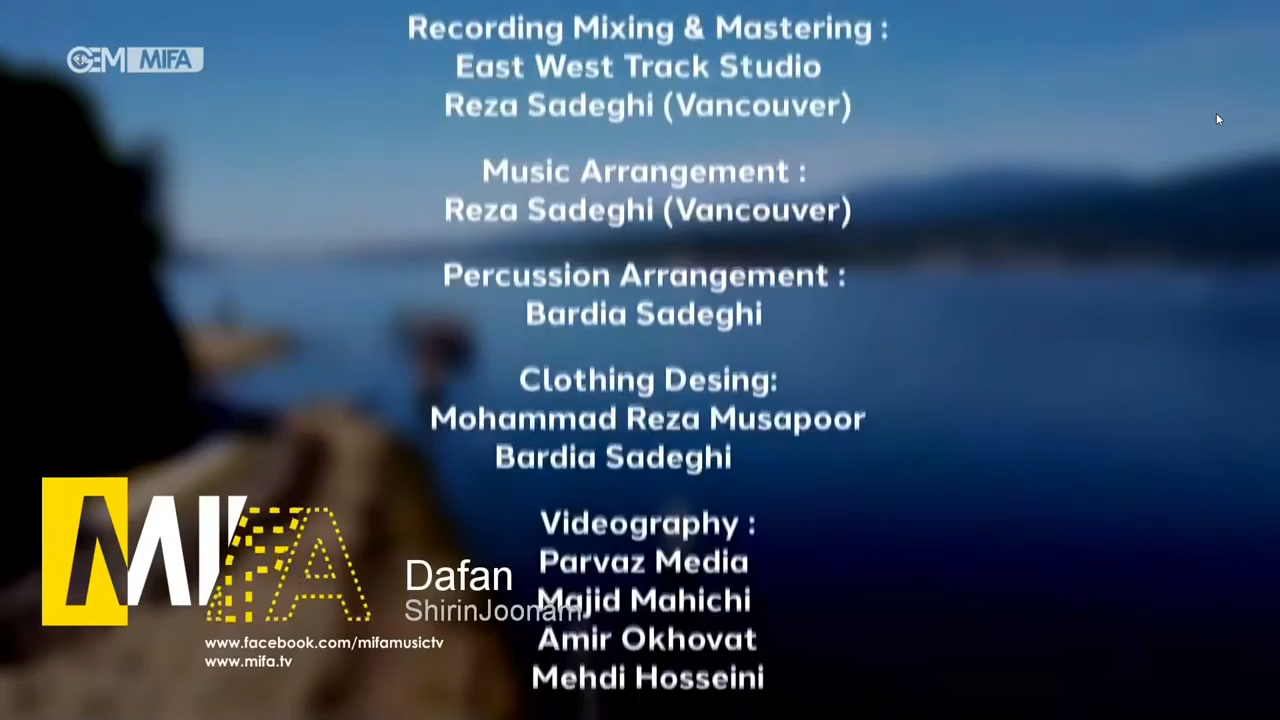 Recording Mixing & Mastering :
East West Track Studio
Reza Sadeghi (Vancouver)
GEM MIFA
Music Arrangement :
Reza Sadeghi (Vancouver)
Percussion Arrangement :
Bardia Sadeghi
Clothing Desing:
Mohammad Reza Musapoor
Bardia Sadeghi
Videography :
Parvaz Media
Majid Mahichi
Amir Okhovat
Mehdi Hosseini
MIFA
Dafan
ShirinJoonam
www.facebook.com/mifamusictv
www.mifa.tv